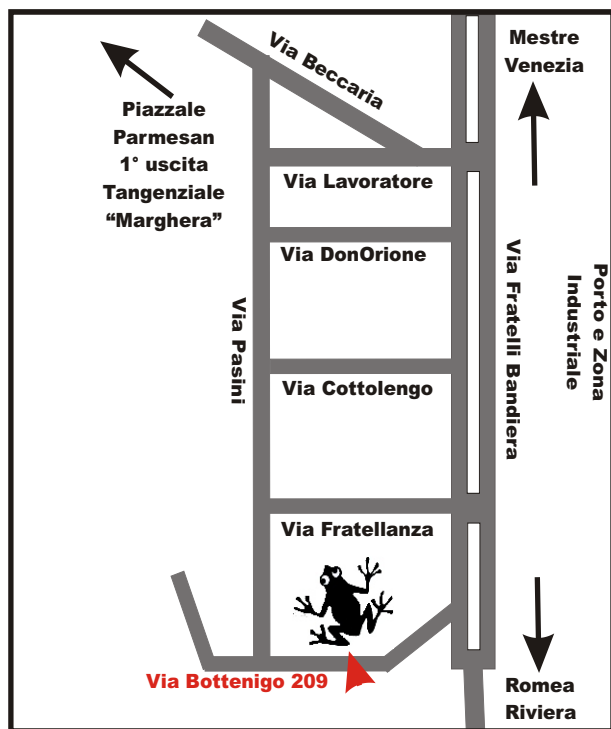 Mestre
Venezia
Via Beccaria
Piazzale
Parmesan
1° uscita
Tangenziale
“Marghera”
Via Lavoratore
Via DonOrione
Via Pasini
Via Fratelli Bandiera
Porto e Zona
Industriale
Via Cottolengo
Via Fratellanza
Via Bottenigo 209
Romea
Riviera